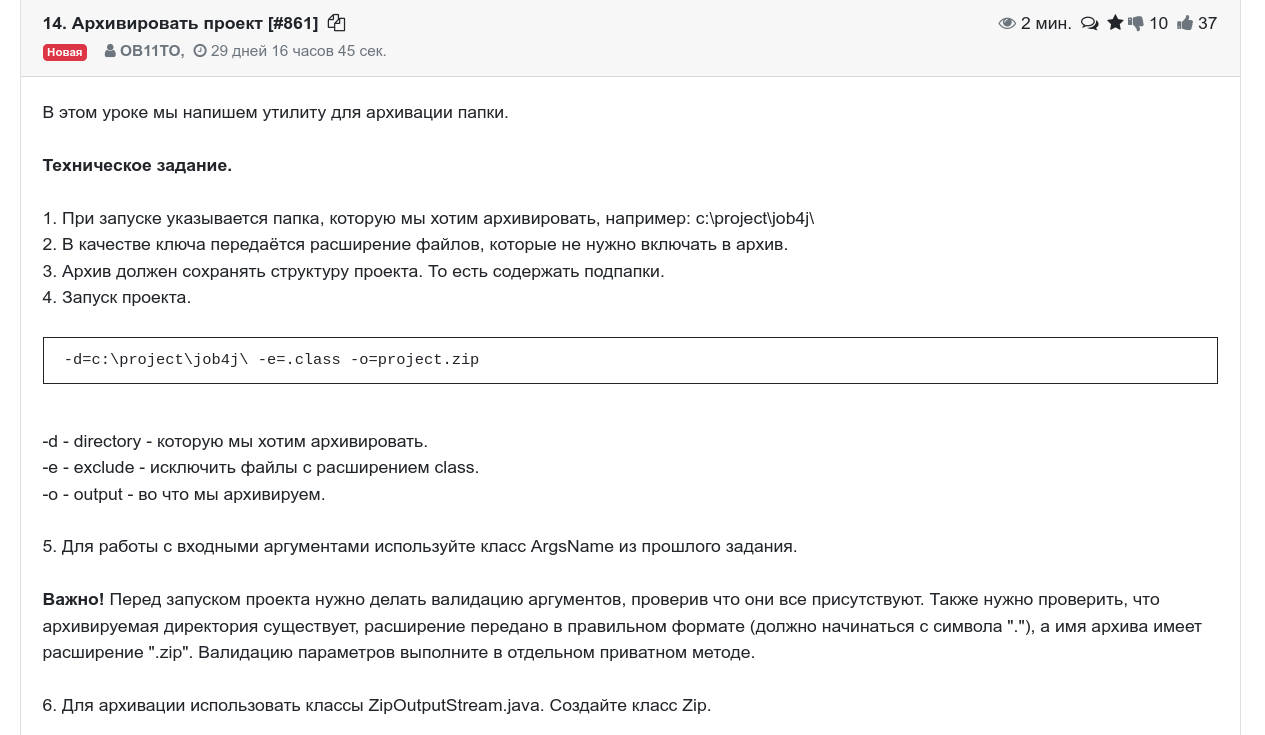 14. Архивировать проект [#861]
2 мин. 10 37
Новая OB11TO, 29 дней 16 часов 45 сек.
В этом уроке мы напишем утилиту для архивации папки.
Техническое задание.
1. При запуске указывается папка, которую мы хотим архивировать, например: c:\project\job4j\
2. В качестве ключа передаётся расширение файлов, которые не нужно включать в архив.
3. Архив должен сохранять структуру проекта. То есть содержать подпапки.
4. Запуск проекта.
-d=c:\project\job4j\ -e=.class -o=project.zip
-d - directory - которую мы хотим архивировать.
-e - exclude - исключить файлы с расширением class.
-o - output - во что мы архивируем.
5. Для работы с входными аргументами используйте класс ArgsName из прошлого задания.
Важно! Перед запуском проекта нужно делать валидацию аргументов, проверив что они все присутствуют. Также нужно проверить, что
архивируемая директория существует, расширение передано в правильном формате (должно начинаться с символа "."), а имя архива имеет
расширение ".zip". Валидацию параметров выполните в отдельном приватном методе.
6. Для архивации использовать классы ZipOutputStream.java. Создайте класс Zip.